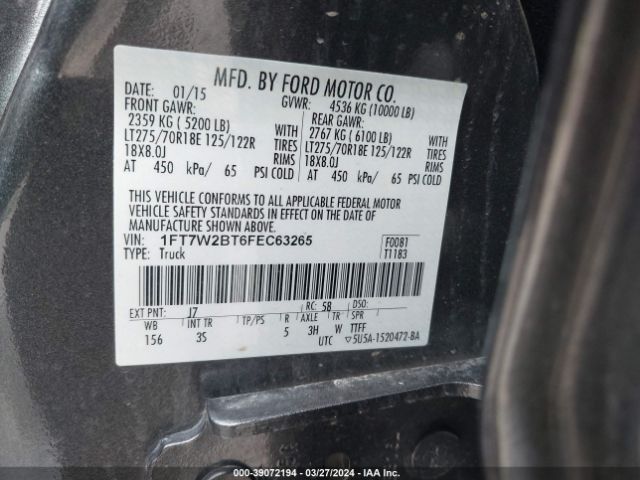 MFD. BY FORD MOTOR CO.
DATE: 01/15 GVWR: 4536 KG (10000 LB)
FRONT GAWR: REAR GAWR:
2359 KG ( 5200 LB) WITH 2767 KG ( 6100 LB) WITH
LT275/70R18E 125/122R TIRES LT275/70R18E 125/122R TIRES
18X8.0J RIMS 18X8.0J RIMS
AT 450 kPa/ 65 PSI COLD AT 450 kPa/ 65 PSI COLD
THIS VEHICLE CONFORMS TO ALL APPLICABLE FEDERAL MOTOR
VEHICLE SAFETY STANDARDS IN EFFECT ON THE DATE OF
MANUFACTURE SHOWN ABOVE.
VIN: 1FT7W2BT6FEC63265 F0081
TYPE: Truck T1183
EXT PNT: J7 RC: 58 DSO:
WB INT TR TP/PS R AXLE TR SPR
156 3S 5 3H W TTFF
UTC ▽5U5A-1520472-BA
000-39072194 - 03/27/2024 - IAA Inc.